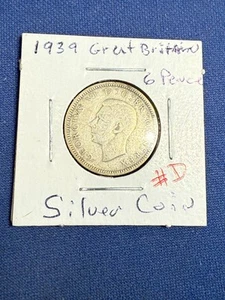 1939 Great Britain
6 Pence
#D
Silver Coin